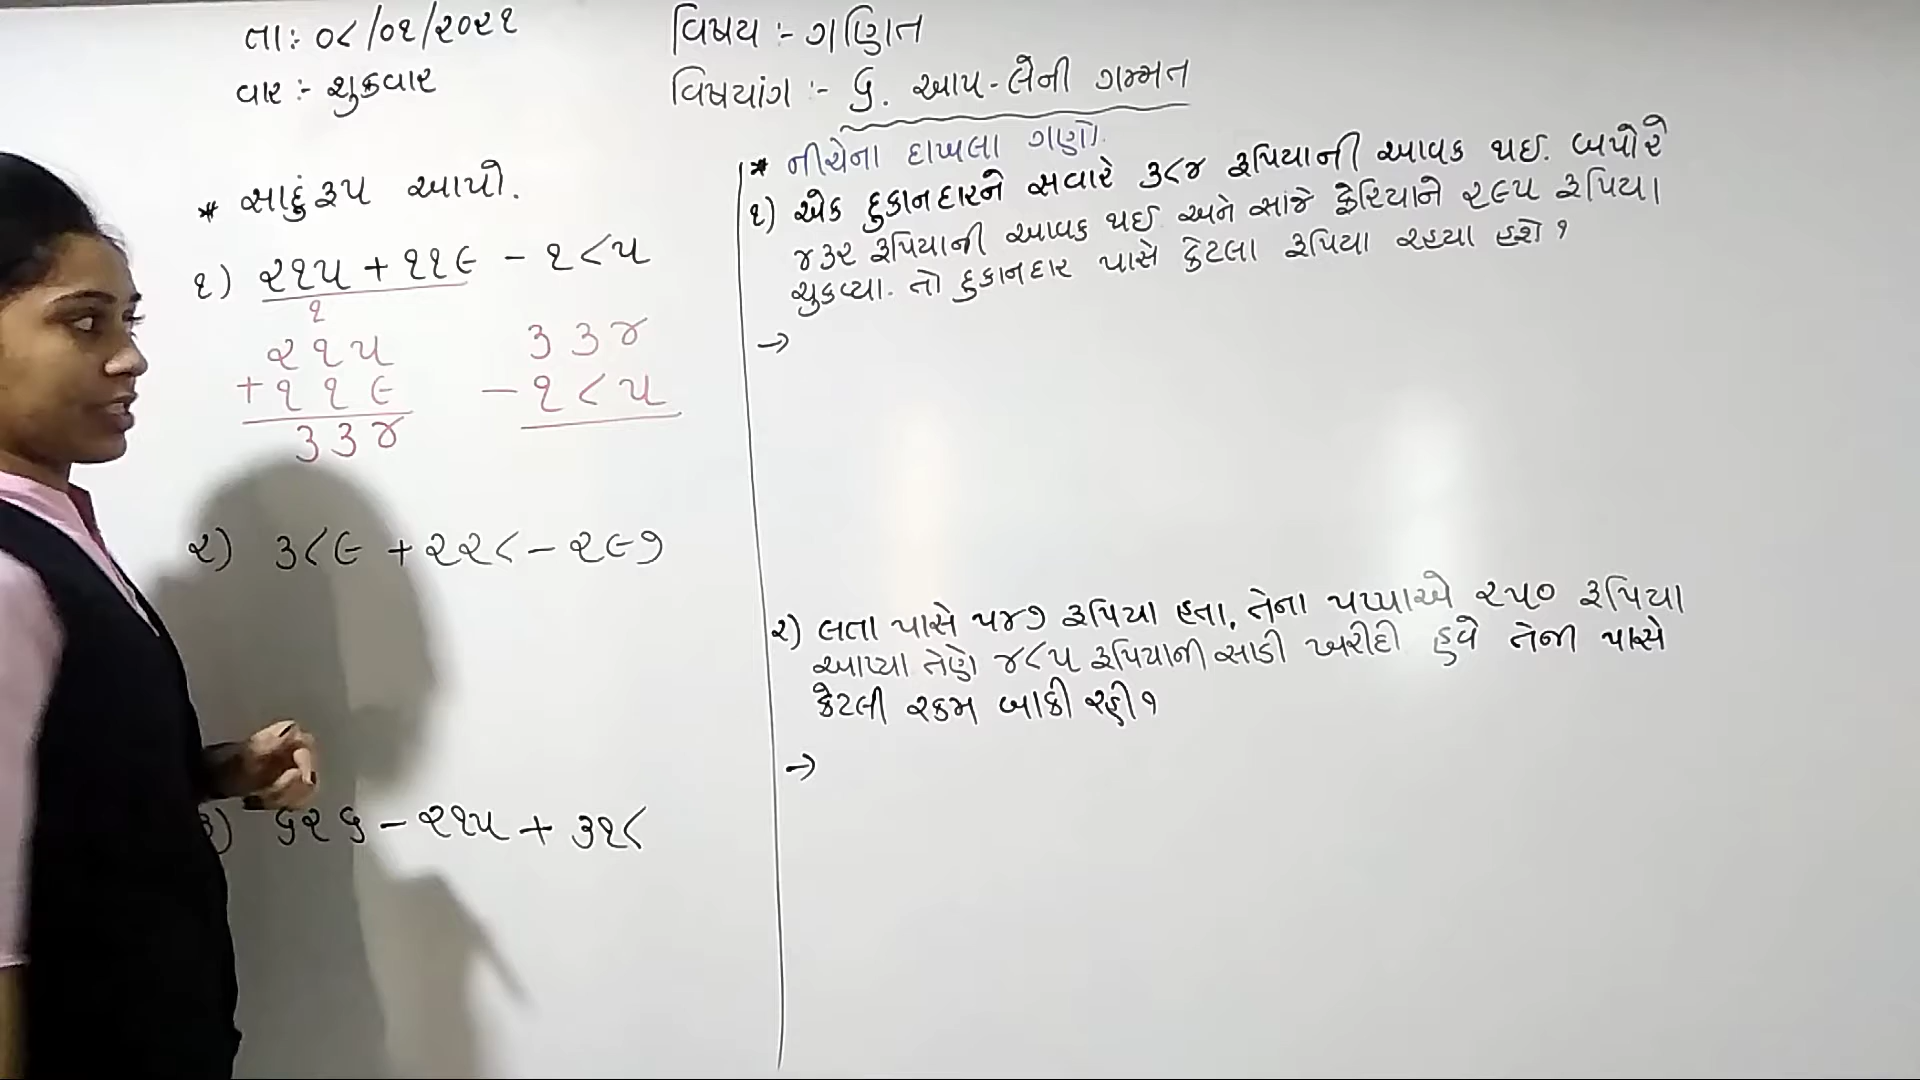 તા:- ૦૮/૦૧/૨૦૨૧
વાર :- શુક્રવાર
વિષય :- ગણિત
વિષયાંગ :- ૬. આપ-લેની ગમ્મત
* સાદુંરૂપ આપો.
૧) ૨૧૫ + ૧૧૯ - ૧૮૫
૧
૨૧૫
+ ૧૧૯
૩૩૪
૩૩૪
- ૧૮૫
૨) ૩૮૯ + ૨૨૮ - ૨૯૭
૩) ૬૨૬ - ૨૧૫ + ૩૧૮
* નીચેના દાખલા ગણો.
૧) એક દુકાનદારને સવારે ૩૮૪ રૂપિયાની આવક થઈ. બપોરે
૪૩૨ રૂપિયાની આવક થઈ અને સાંજે ફેરિયાને ૨૯૫ રૂપિયા
ચુકવ્યા. તો દુકાનદાર પાસે કેટલા રૂપિયા રહ્યા હશે ?
→
૨) લતા પાસે ૫૪૭ રૂપિયા હતા. તેના પપ્પાએ ૨૫૦ રૂપિયા
આપ્યા તેણે ૪૮૫ રૂપિયાની સાડી ખરીદી હવે તેની પાસે
કેટલી રકમ બાકી રહી ?
→